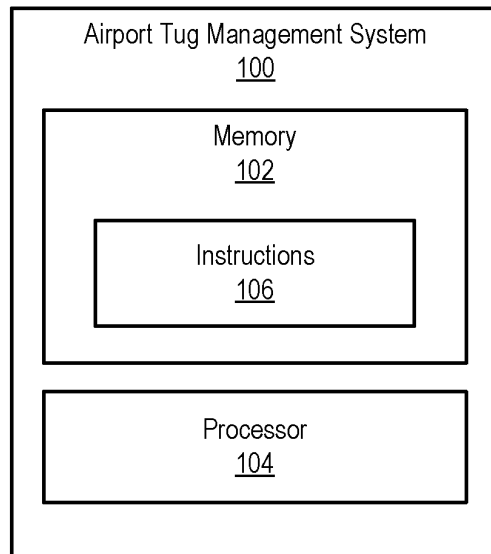 Airport Tug Management System
100
Memory
102
Instructions
106
Processor
104